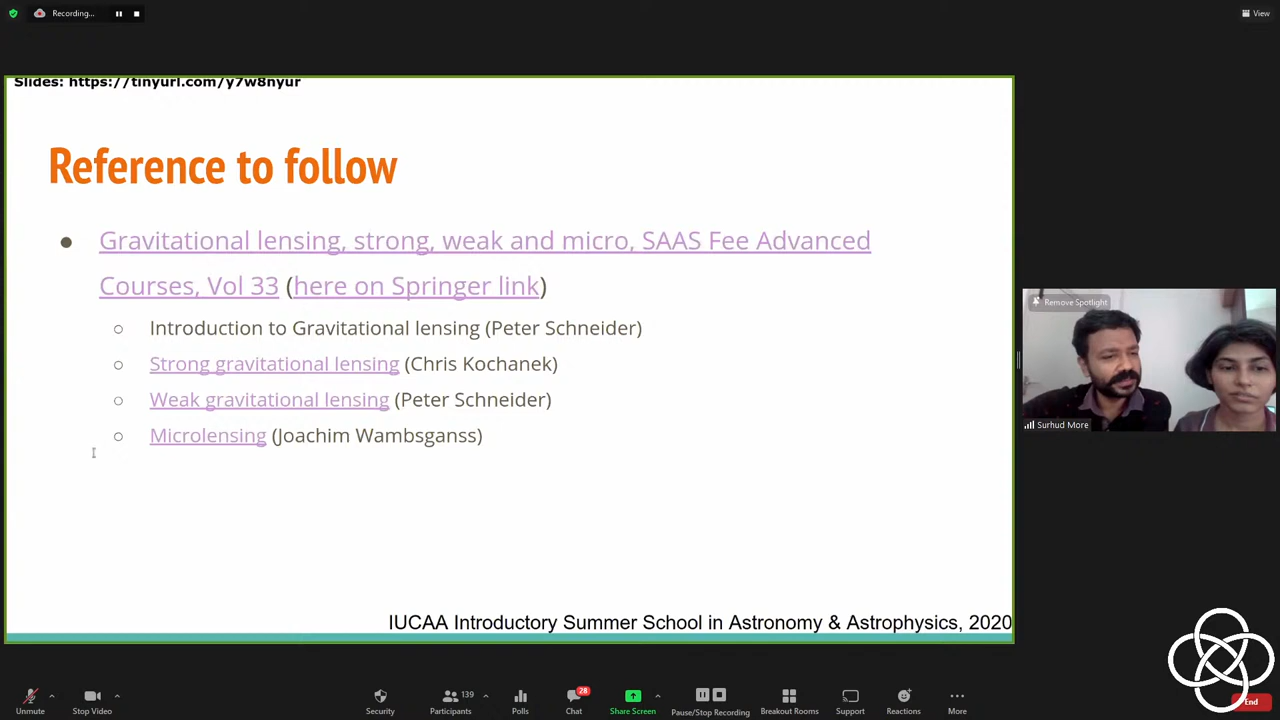 Recording...
View
Slides: https://tinyurl.com/y7w8nyur
Reference to follow
Gravitational lensing, strong, weak and micro, SAAS Fee Advanced
Courses, Vol 33 (here on Springer link)
Introduction to Gravitational lensing (Peter Schneider)
Strong gravitational lensing (Chris Kochanek)
Weak gravitational lensing (Peter Schneider)
Microlensing (Joachim Wambsganss)
IUCAA Introductory Summer School in Astronomy & Astrophysics, 2020
Remove Spotlight
Surhud More
Unmute
Stop Video
Security
Participants 139
Polls
Chat 28
Share Screen
Pause/Stop Recording
Breakout Rooms
Support
Reactions
More
End